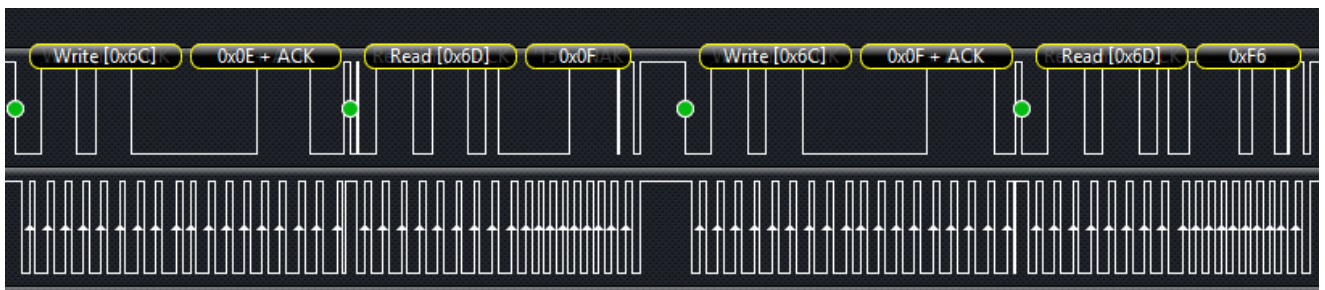 Write [0x6C] 0x0E + ACK Read [0x6D] 0x0F Write [0x6C] 0x0F + ACK Read [0x6D] 0xF6